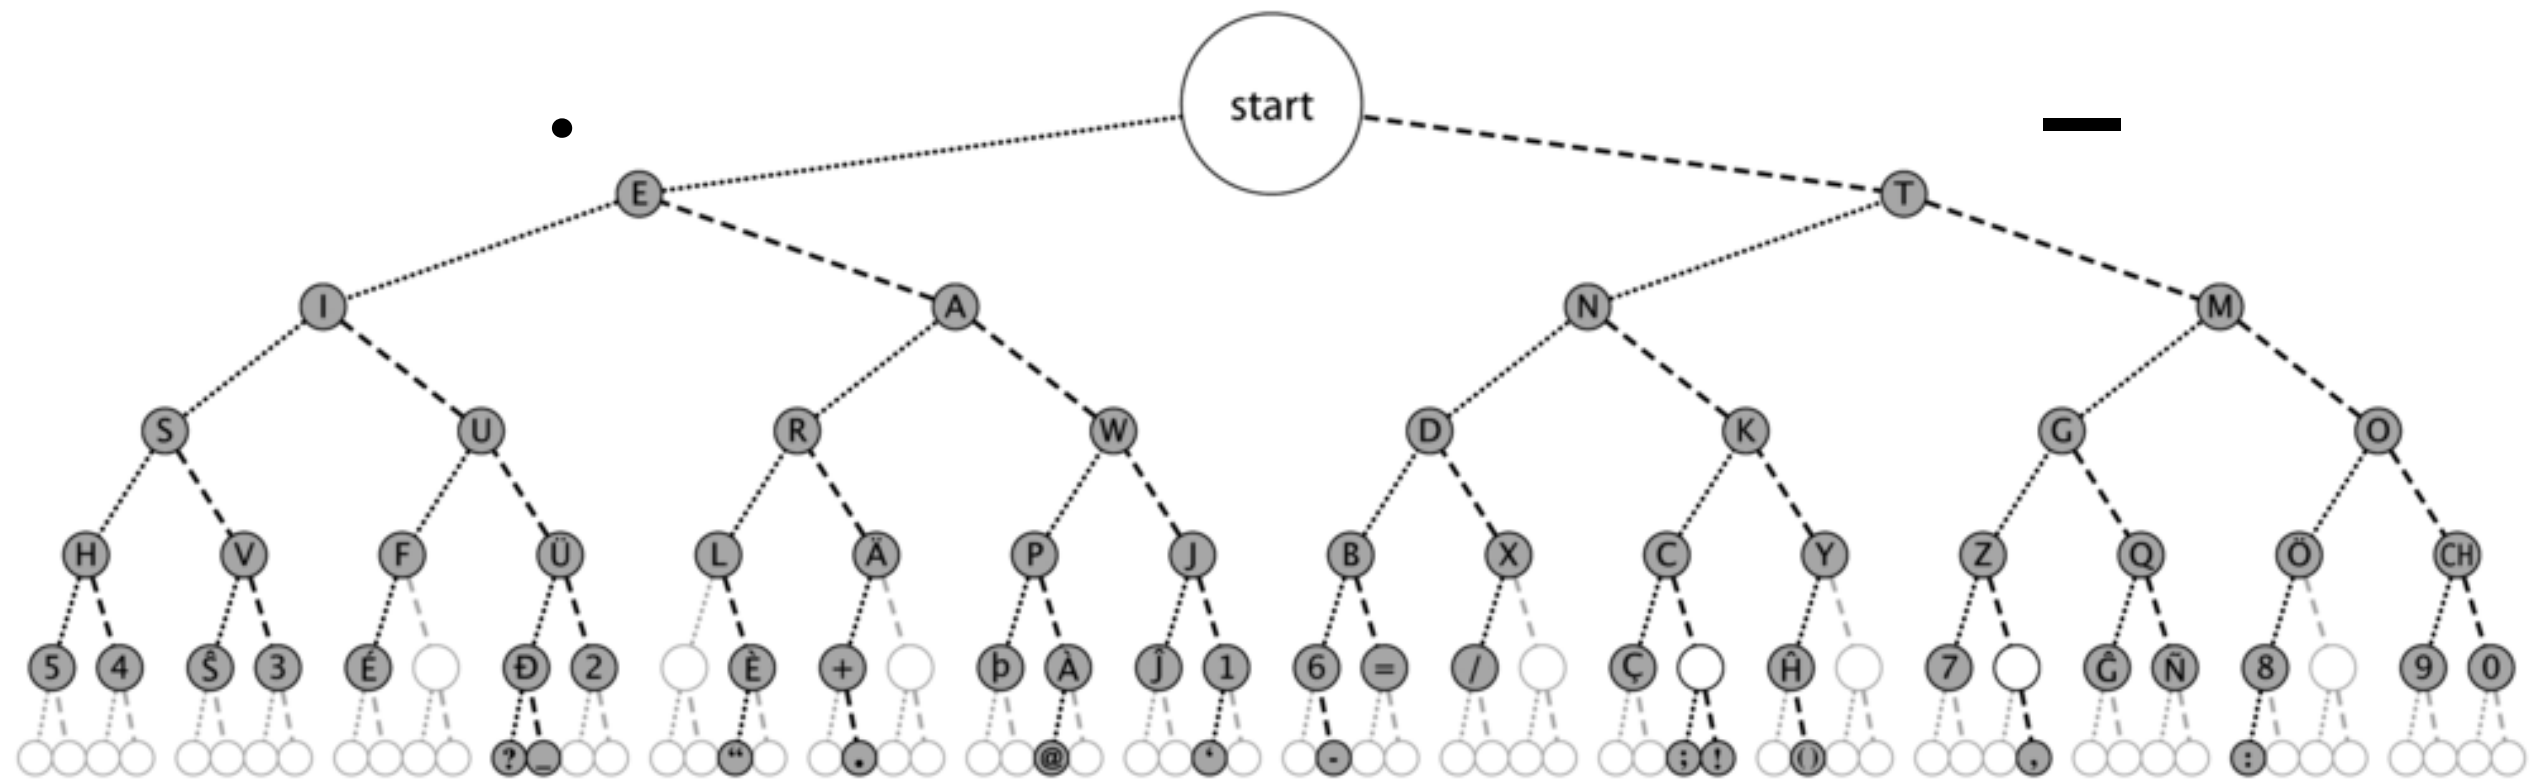 start
E T
I A N M
S U R W D K G O
H V F Ü L Ä P J B X C Y Z Q Ö CH
5 4 Ŝ 3 É Đ 2 È + þ À Ĵ 1 6 = / Ç Ĥ 7 Ĝ Ñ 8 9 0
? _ “ . @ ‘ - ; ! () , :